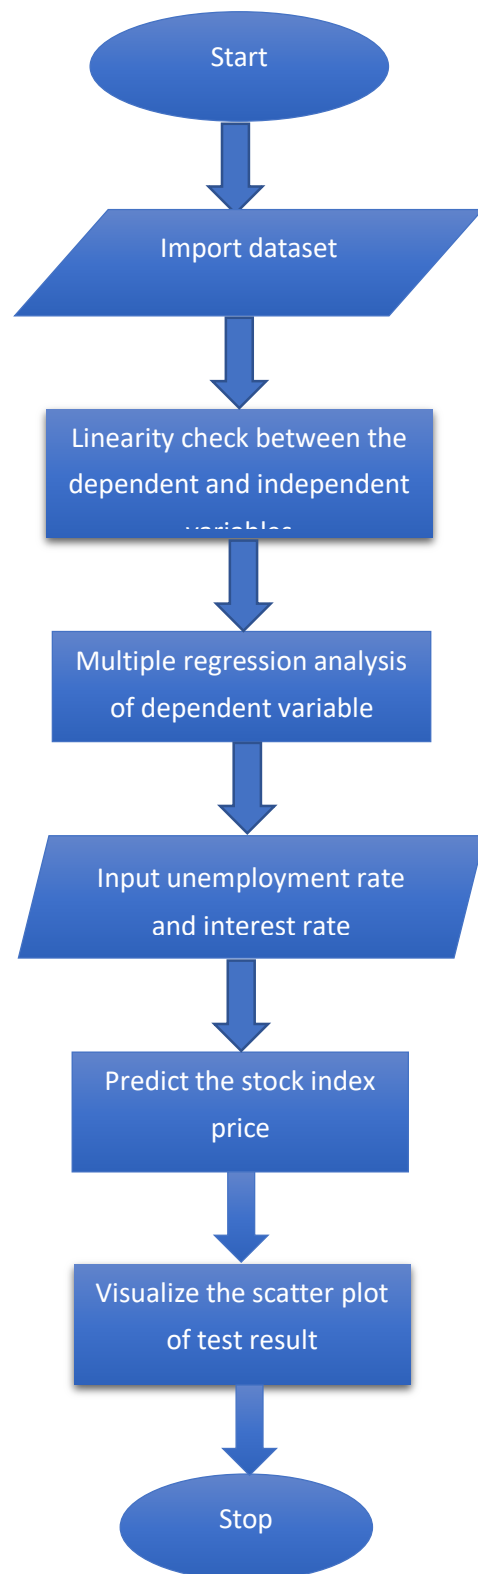 Start
Import dataset
Linearity check between the
dependent and independent
variables
Multiple regression analysis
of dependent variable
Input unemployment rate
and interest rate
Predict the stock index
price
Visualize the scatter plot
of test result
Stop